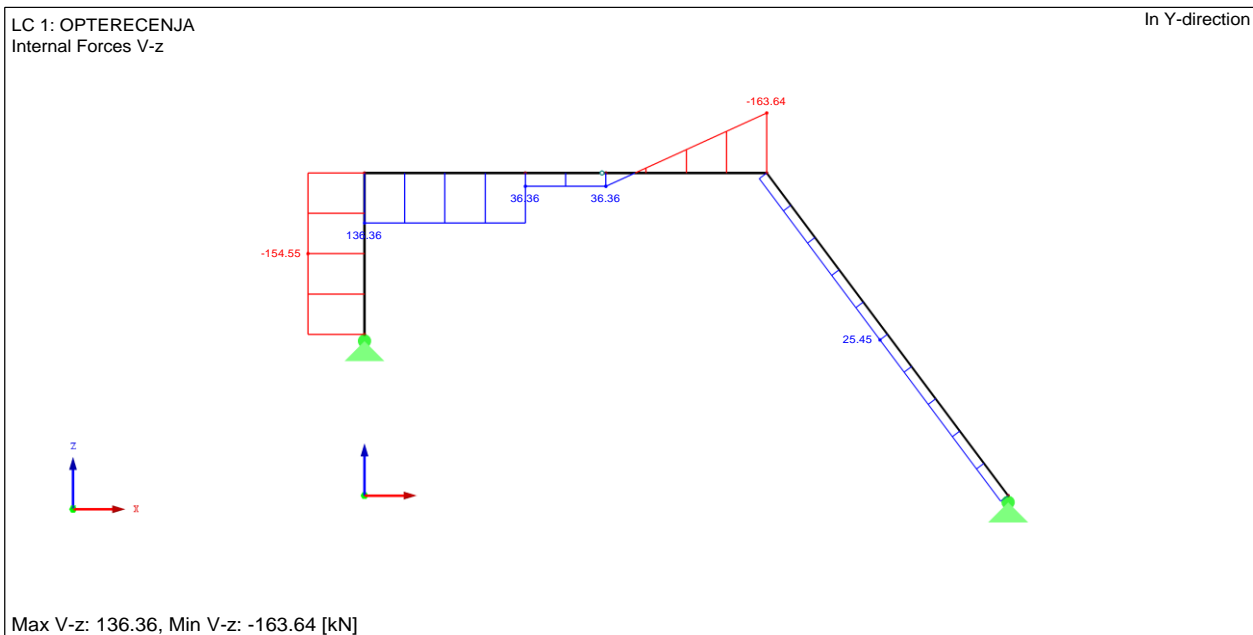 LC 1: OPTERECENJA
In Y-direction
Internal Forces V-z
-163.64
36.36
36.36
136.36
-154.55
25.45
Z
X
Max V-z: 136.36, Min V-z: -163.64 [kN]